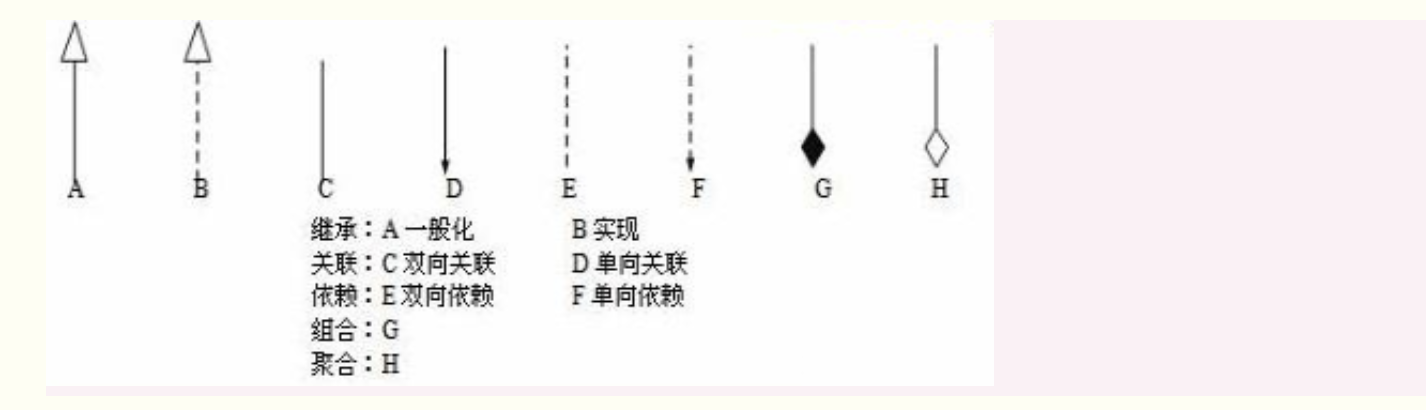 A B C D E F G H
继承：A 一般化 B 实现
关联：C 双向关联 D 单向关联
依赖：E 双向依赖 F 单向依赖
组合：G
聚合：H